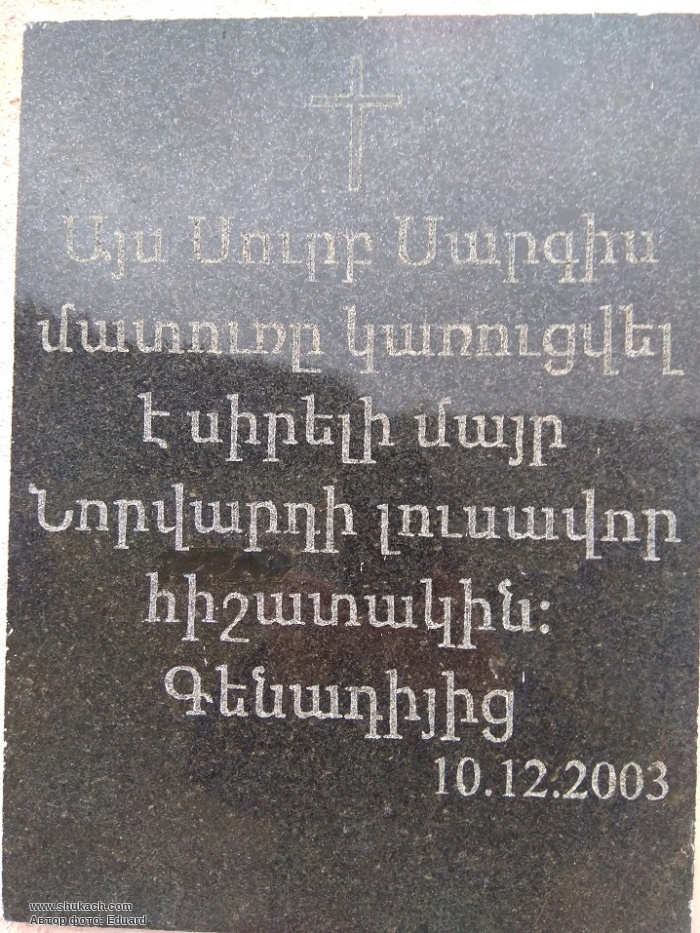 Այս Սուրբ Սարգիս
մատուռը կառուցվել
է սիրելի մայր
Նորվարդի լուսավոր
հիշատակին:
Գենադիյից
10.12.2003
www.shukach.com
Автор фото: Eduard